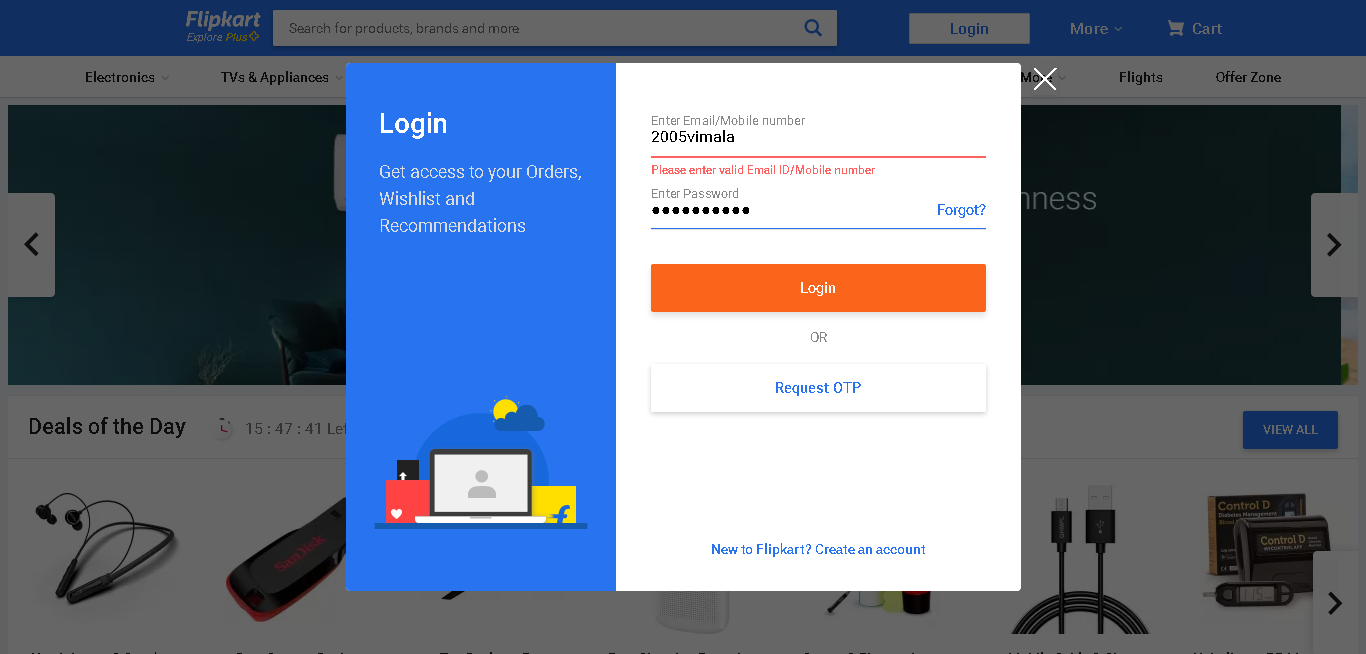 Flipkart
Explore Plus
Search for products, brands and more
Login
More
Cart
Electronics
TVs & Appliances
More
Flights
Offer Zone
Login
Get access to your Orders,
Wishlist and
Recommendations
Enter Email/Mobile number
2005vimala
Please enter valid Email ID/Mobile number
Enter Password
Forgot?
Login
OR
Request OTP
New to Flipkart? Create an account
Deals of the Day
15 : 47 : 41
VIEW ALL
SanDisk
Control D
Diabetes Management
Control D